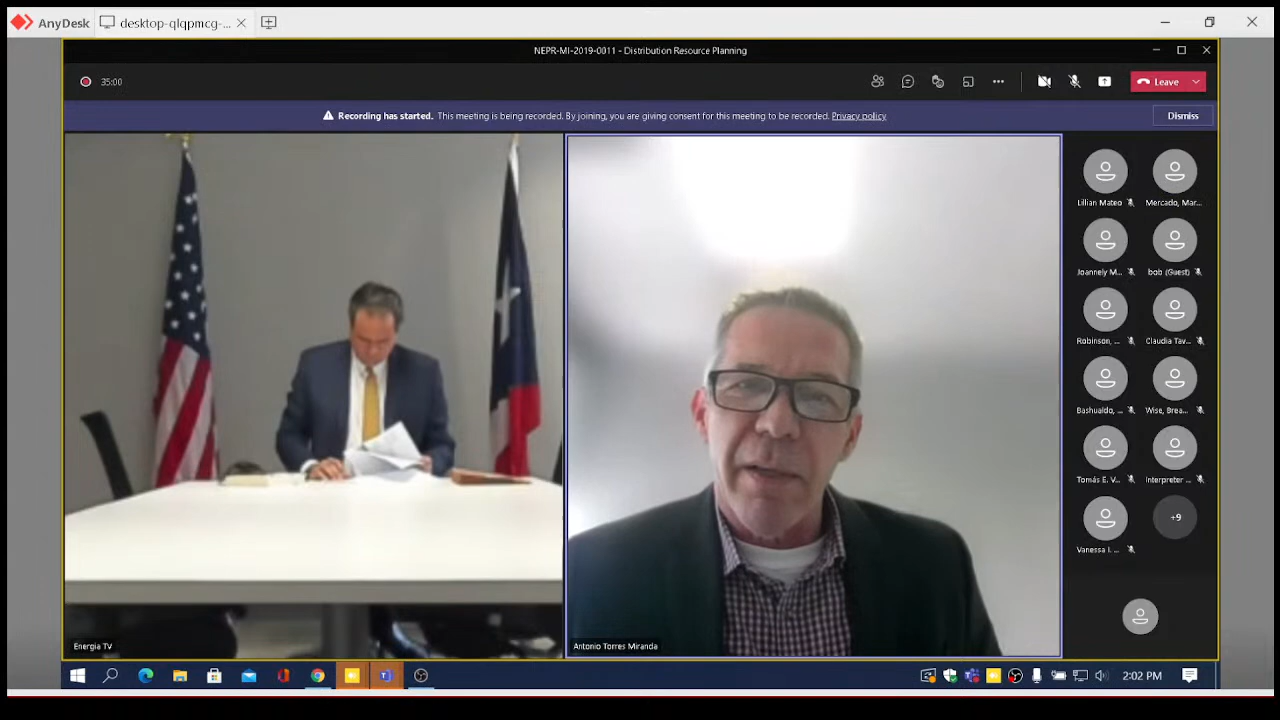 AnyDesk
desktop-qlqpmcg-...
NEPR-MI-2019-0011 - Distribution Resource Planning
35:00
Leave
Recording has started. This meeting is being recorded. By joining, you are giving consent for this meeting to be recorded. Privacy policy
Dismiss
Lillian Mateo
Mercado, Mar...
Joannely M...
bob (Guest)
Robinson, ...
Claudia Tav...
Bashualdo, ...
Wise, Brea...
Tomás E. V...
Interpreter ...
Vanessa I. ...
+9
Energia TV
Antonio Torres Miranda
2:02 PM